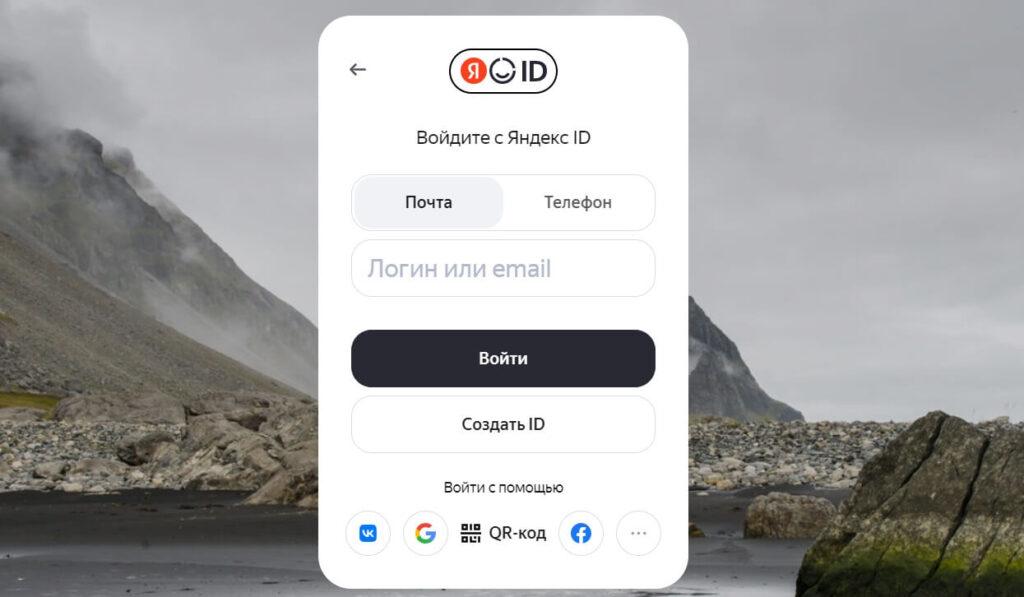 Я ID
Войдите с Яндекс ID
Почта
Телефон
Логин или email
Войти
Создать ID
Войти с помощью
QR-код